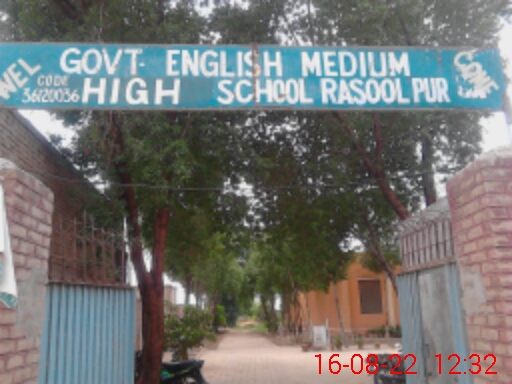 WEL COME
GOVT. ENGLISH MEDIUM
CODE
36120036 HIGH SCHOOL RASOOL PUR
16-08-22 12:32